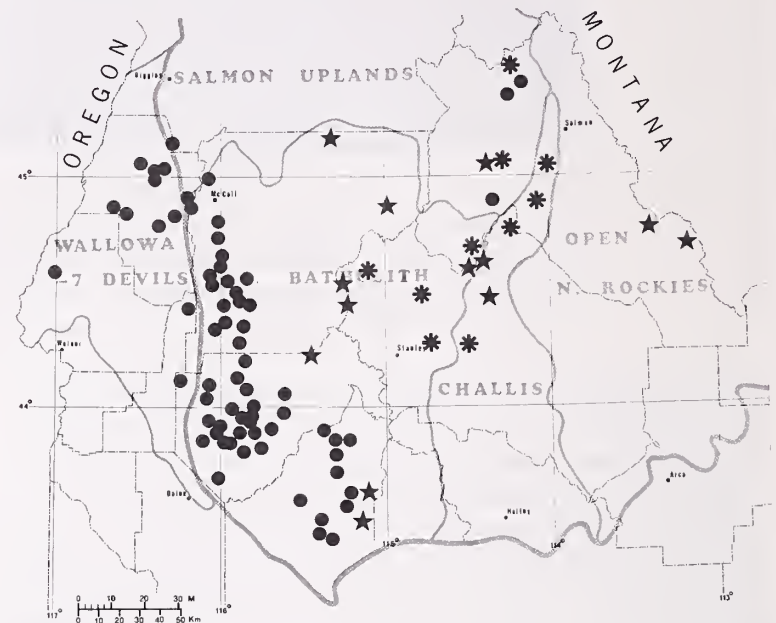 OREGON
MONTANA
Riggins
SALMON UPLANDS
Salmon
45°
McCall
WALLOWA
-7 DEVILS
BATHOLITH
OPEN
N. ROCKIES
Weiser
Stanley
CHALLIS
44°
Boise
Hailey
Arco
115°
114°
113°
117°
116°
0 10 20 30 M
0 10 20 30 40 50 Km